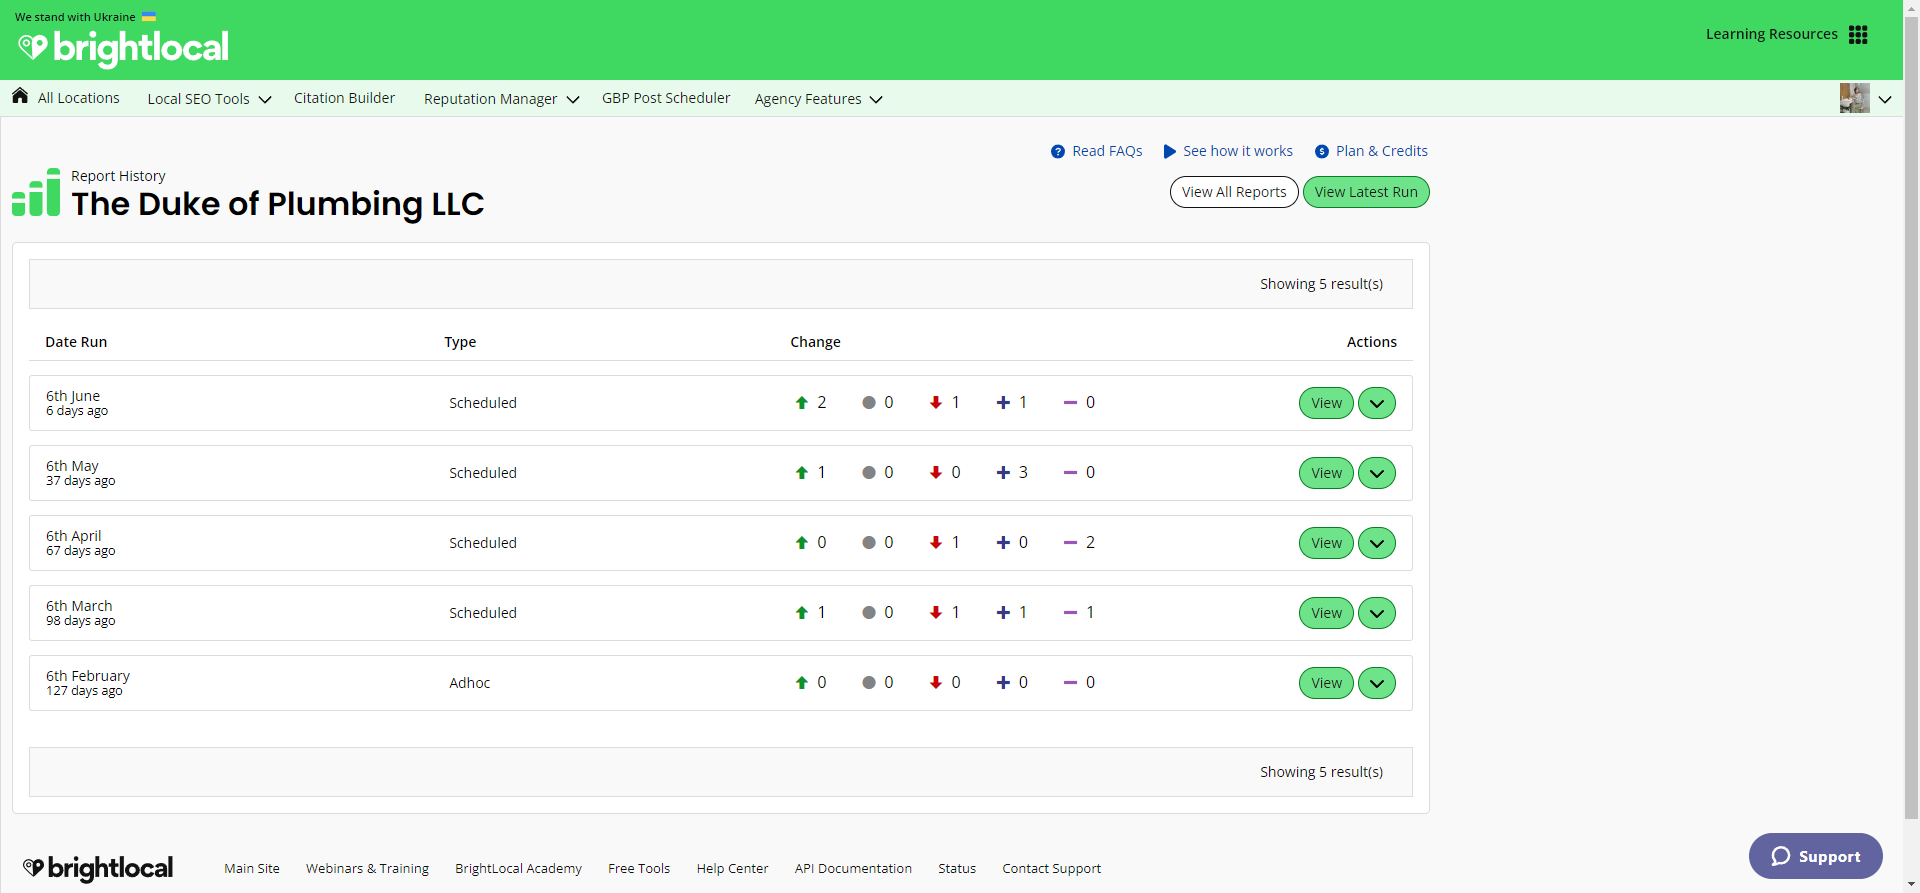 We stand with Ukraine
brightlocal
Learning Resources
All Locations Local SEO Tools Citation Builder Reputation Manager GBP Post Scheduler Agency Features
Read FAQs See how it works Plan & Credits
Report History
The Duke of Plumbing LLC
View All Reports View Latest Run
Showing 5 result(s)
Date Run Type Change Actions
6th June
6 days ago
Scheduled 2 0 1 1 0 View
6th May
37 days ago
Scheduled 1 0 0 3 0 View
6th April
67 days ago
Scheduled 0 0 1 0 2 View
6th March
98 days ago
Scheduled 1 0 1 1 1 View
6th February
127 days ago
Adhoc 0 0 0 0 0 View
Showing 5 result(s)
brightlocal Main Site Webinars & Training BrightLocal Academy Free Tools Help Center API Documentation Status Contact Support
Support